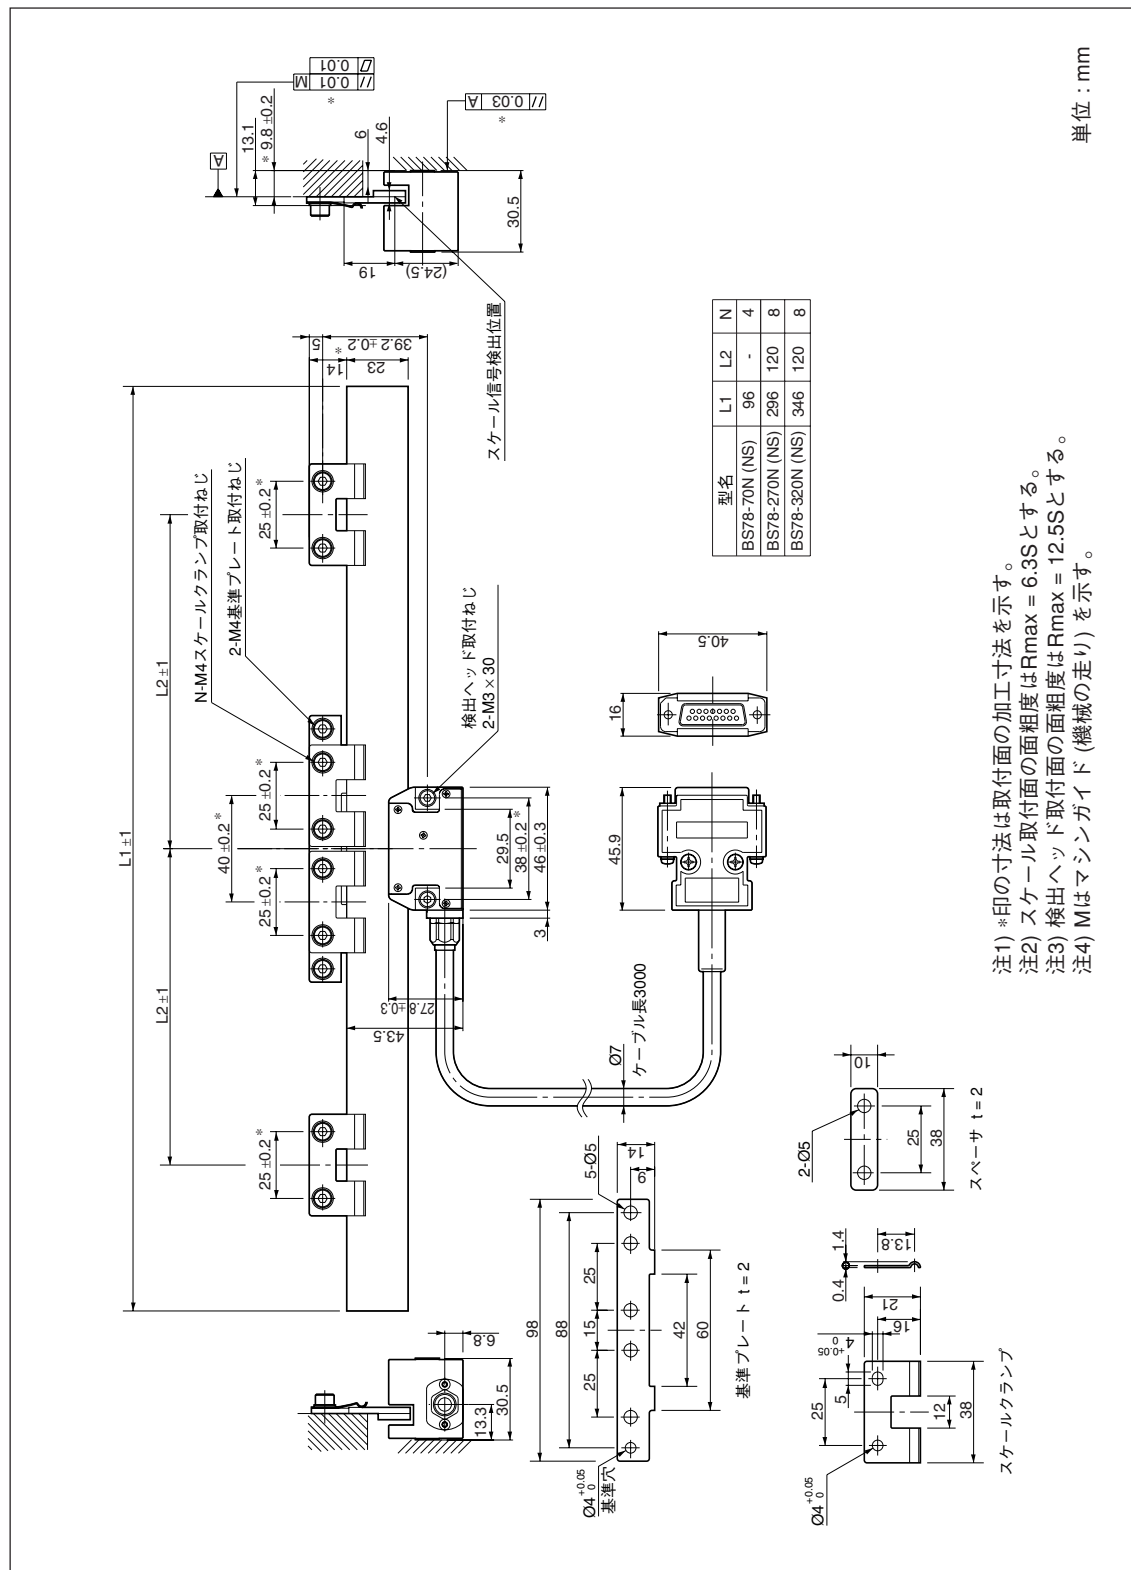 単位 : mm
// 0.01 M
⏥ 0.01
*
13.1
* 9.8 ±0.2
A
6
4.6
// 0.03 A
*
30.5
19
(24.5)
スケール信号検出位置
L1±1
L2±1
L2±1
N-M4スケールクランプ取付ねじ
2-M4基準プレート取付ねじ
5
14
39.2±0.2 *
23
25 ±0.2 *
40 ±0.2 *
25 ±0.2 *
25 ±0.2 *
25 ±0.2 *
検出ヘッド取付ねじ
2-M3×30
29.5
38 ±0.2 *
46 ±0.3
3
27.8±0.3
43.5
Ø7
ケーブル長3000
45.9
16
40.5
型名 L1 L2 N
BS78-70N (NS) 96 - 4
BS78-270N (NS) 296 120 8
BS78-320N (NS) 346 120 8
6.8
13.3
30.5
98
88
25
15
25
42
60
14
9
5-Ø5
Ø4 +0.05 0
基準穴
基準プレート t = 2
2-Ø5
10
25
38
スペーサ t = 2
Ø4 +0.05 0
25
5
4 +0.05 0
16
21
12
38
0.4
1.4
13.8
スケールクランプ
注1) *印の寸法は取付面の加工寸法を示す。
注2) スケール取付面の面粗度はRmax = 6.3Sとする。
注3) 検出ヘッド取付面の面粗度はRmax = 12.5Sとする。
注4) Mはマシンガイド (機械の走り) を示す。